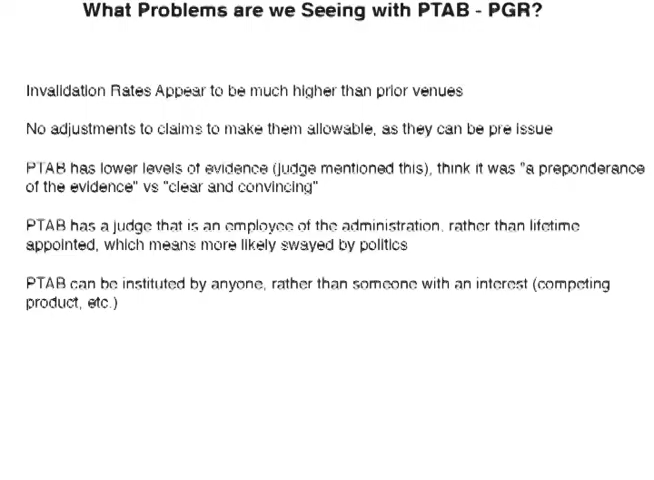 What Problems are we Seeing with PTAB - PGR?
Invalidation Rates Appear to be much higher than prior venues
No adjustments to claims to make them allowable, as they can be pre issue
PTAB has lower levels of evidence (judge mentioned this), think it was "a preponderance
of the evidence" vs "clear and convincing"
PTAB has a judge that is an employee of the administration, rather than lifetime
appointed, which means more likely swayed by politics
PTAB can be instituted by anyone, rather than someone with an interest (competing
product, etc.)